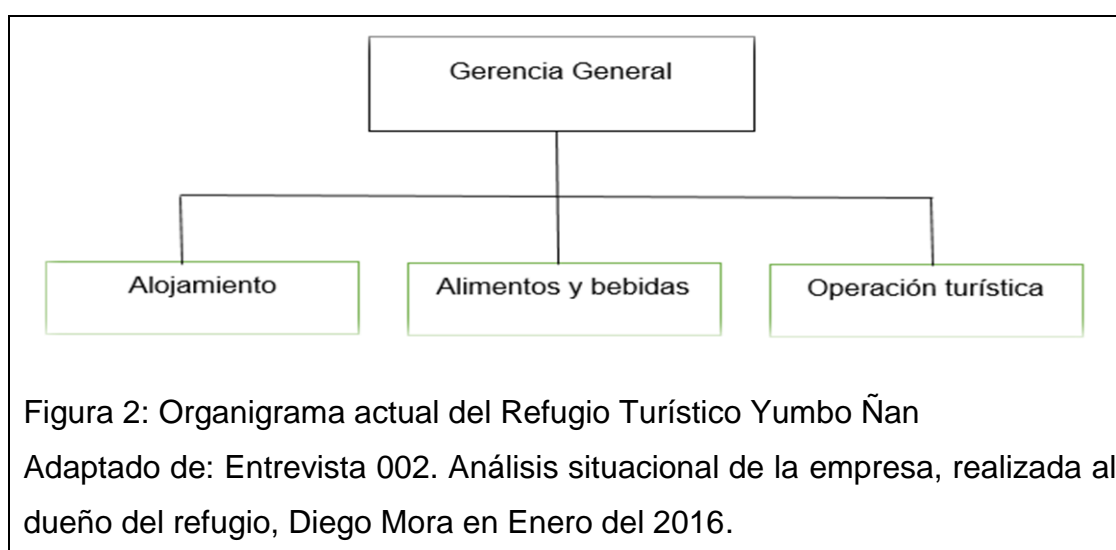 Gerencia General
Alojamiento
Alimentos y bebidas
Operación turística
Figura 2: Organigrama actual del Refugio Turístico Yumbo Ñan
Adaptado de: Entrevista 002. Análisis situacional de la empresa, realizada al
dueño del refugio, Diego Mora en Enero del 2016.